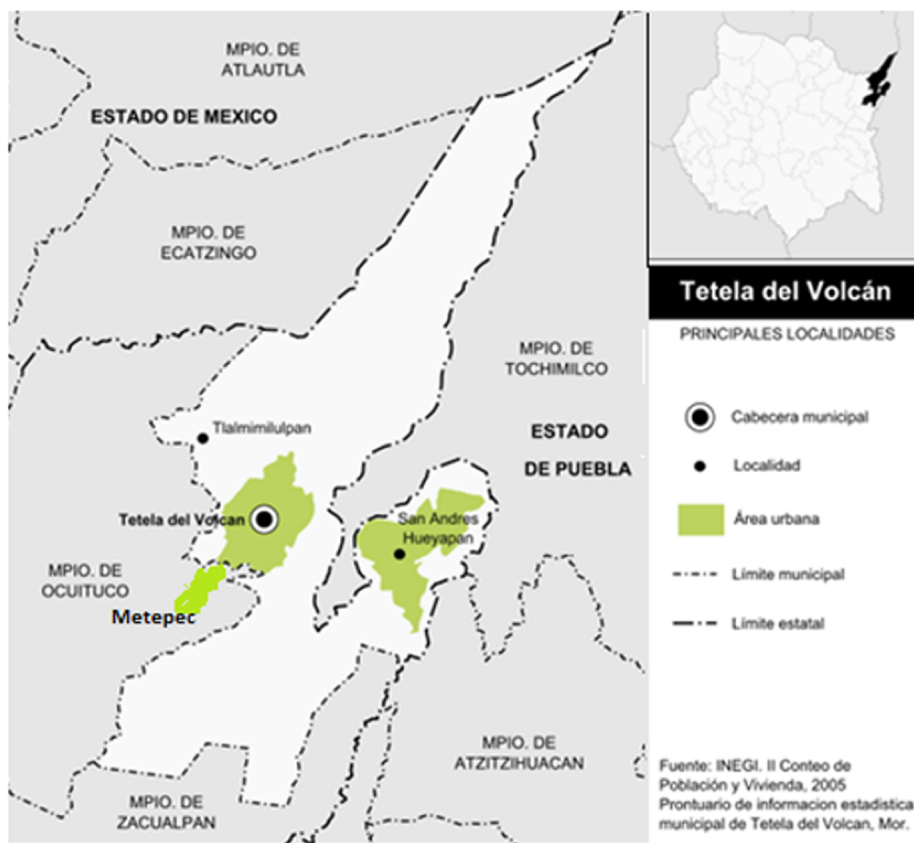 MPIO. DE
ATLAUTLA
ESTADO DE MEXICO
MPIO. DE
ECATZINGO
MPIO. DE
TOCHIMILCO
Tlalmimilulpan
ESTADO
DE PUEBLA
Tetela del Volcan
San Andres
Hueyapan
MPIO. DE
OCUITUCO
Metepec
MPIO. DE
ATZITZIHUACAN
MPIO. DE
ZACUALPAN
Tetela del Volcán
PRINCIPALES LOCALIDADES
Cabecera municipal
Localidad
Área urbana
Límite municipal
Límite estatal
Fuente: INEGI. II Conteo de
Población y Vivienda, 2005
Prontuario de informacion estadistica
municipal de Tetela del Volcan, Mor.